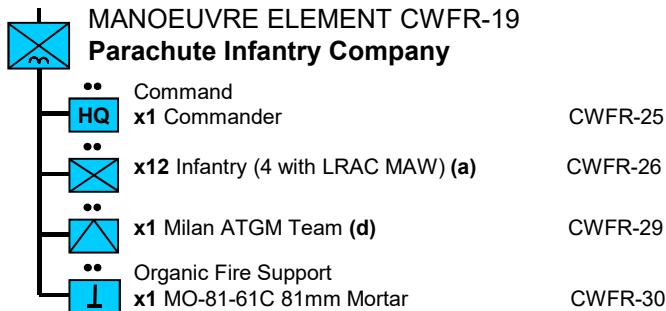 MANOEUVRE ELEMENT CWFR-19
Parachute Infantry Company
Command
HQ x1 Commander CWFR-25
x12 Infantry (4 with LRAC MAW) (a) CWFR-26
x1 Milan ATGM Team (d) CWFR-29
Organic Fire Support
x1 MO-81-61C 81mm Mortar CWFR-30